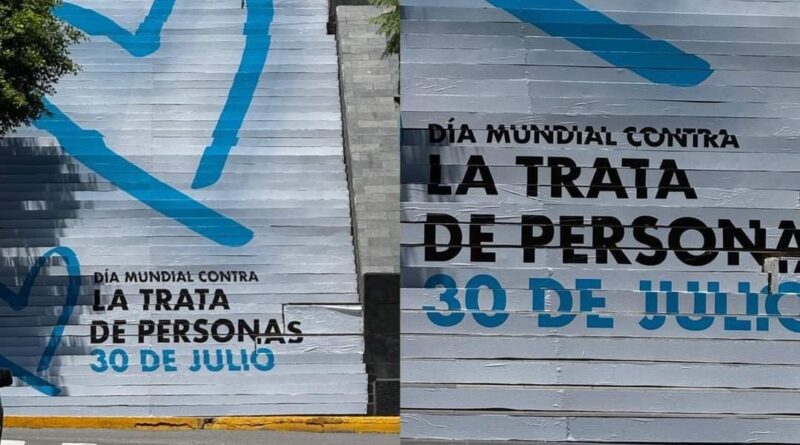 DÍA MUNDIAL CONTRA
LA TRATA
DE PERSONAS
30 DE JULIO
DÍA MUNDIAL CONTRA
LA TRATA
DE PERSONA
30 DE JULIO